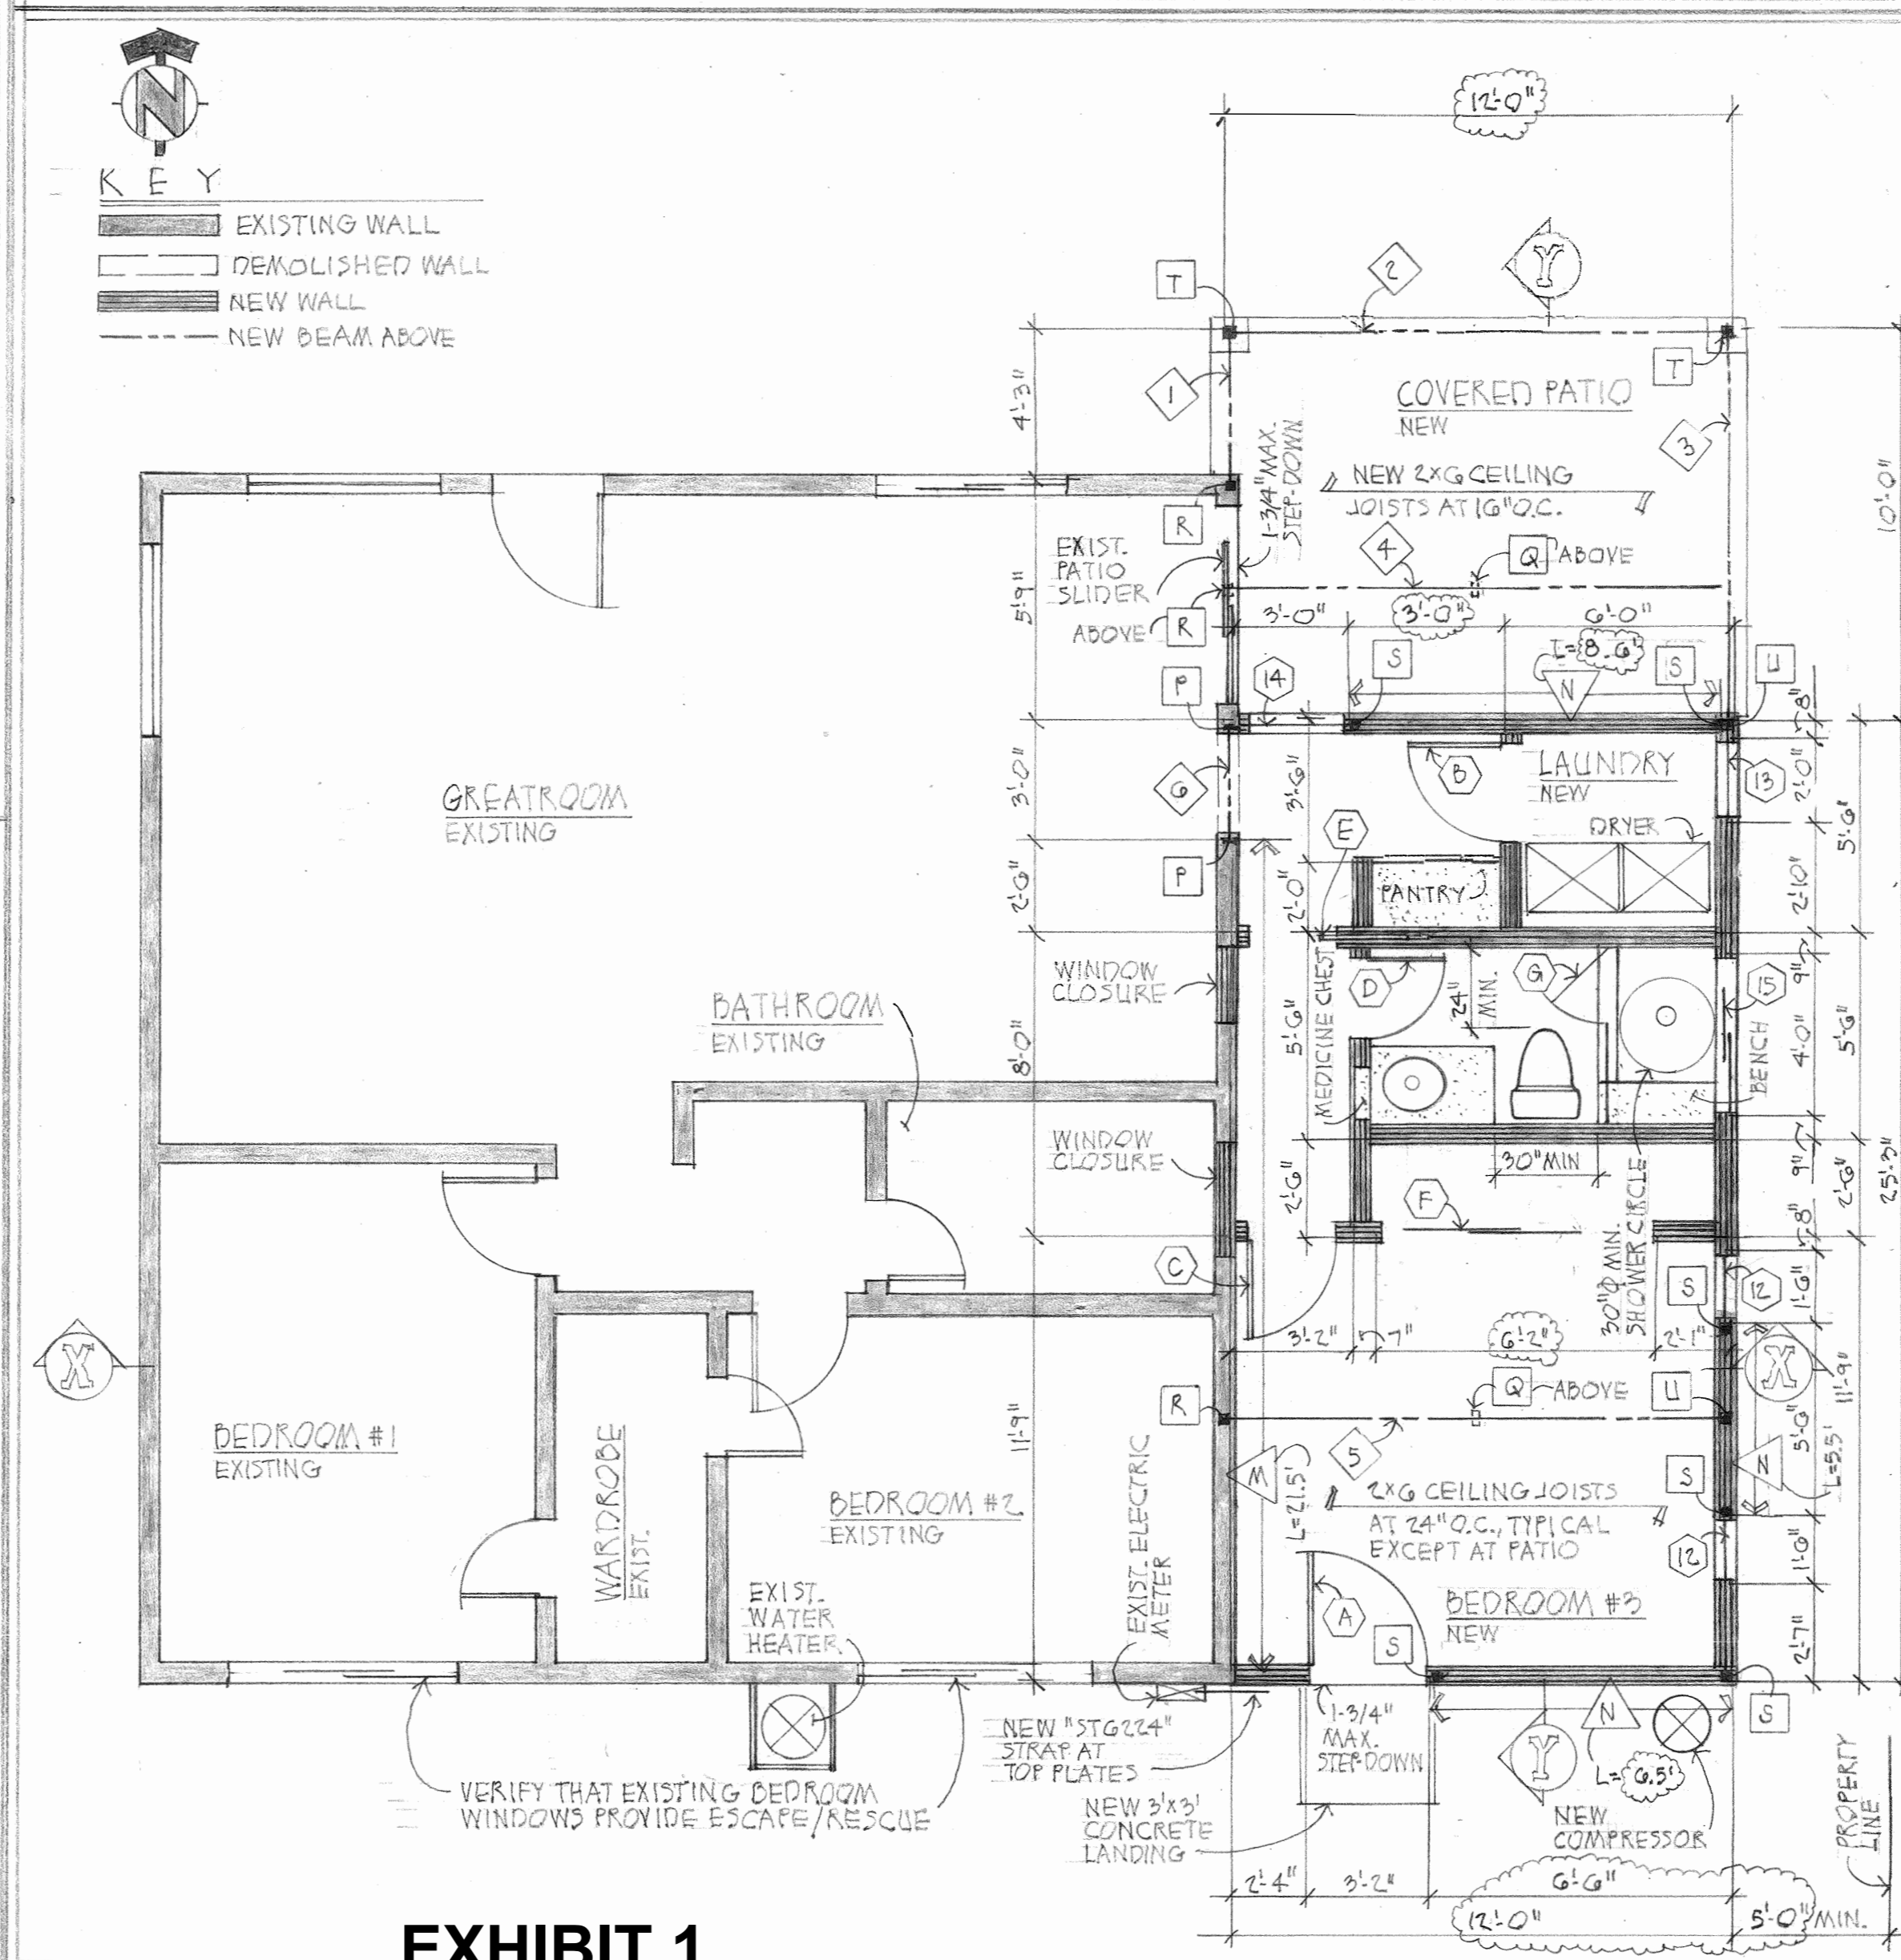 N
KEY
EXISTING WALL
DEMOLISHED WALL
NEW WALL
NEW BEAM ABOVE
12'-0"
Y
2
T
T
1
3
4'-3"
COVERED PATIO
NEW
1-3/4" MAX.
STEP-DOWN
NEW 2x6 CEILING
JOISTS AT 16" O.C.
10'-0"
R
EXIST.
PATIO
SLIDER
4
Q ABOVE
5'-9"
ABOVE R
3'-0"
3'-0"
6'-0"
L=8.6'
S
S
U
P
14
N
8"
GREATROOM
EXISTING
3'-0"
6
3'-6"
B
LAUNDRY
NEW
13
2'-0"
5'-6"
DRYER
E
P
2'-6"
2'-0"
PANTRY
2'-10"
WINDOW
CLOSURE
D
24"
MIN.
G
9"
15
BATHROOM
EXISTING
8'-0"
5'-6"
MEDICINE CHEST
4'-0"
5'-6"
BENCH
WINDOW
CLOSURE
30" MIN
9"
2'-6"
25'-3"
2'-6"
F
8"
C
30"Ø MIN.
SHOWER CIRCLE
S
12
1'-6"
X
3'-2"
7"
6'-2"
2'-1"
X
R
Q ABOVE
U
11'-9"
BEDROOM #1
EXISTING
11'-9"
5
5'-6"
N
L=5.5'
WARDROBE
EXIST.
BEDROOM #2
EXISTING
EXIST. ELECTRIC
METER
M
L=21.5'
S
2x6 CEILING JOISTS
AT 24" O.C., TYPICAL
EXCEPT AT PATIO
12
1'-6"
EXIST.
WATER
HEATER
A
S
BEDROOM #3
NEW
2'-7"
NEW "ST6224"
STRAP AT
TOP PLATES
1-3/4"
MAX.
STEP-DOWN
Y
N
L=6.5'
S
VERIFY THAT EXISTING BEDROOM
WINDOWS PROVIDE ESCAPE/RESCUE
NEW 3'x3'
CONCRETE
LANDING
NEW
COMPRESSOR
PROPERTY
LINE
2'-4"
3'-2"
6'-6"
12'-0"
5'-0" MIN.
EXHIBIT 1